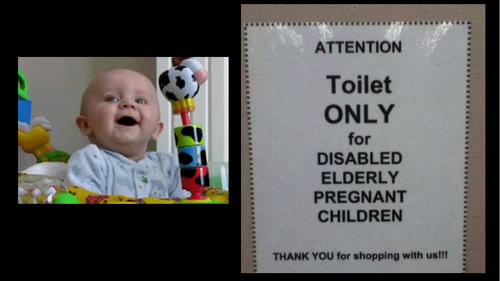 ATTENTION
Toilet
ONLY
for
DISABLED
ELDERLY
PREGNANT
CHILDREN
THANK YOU for shopping with us!!!